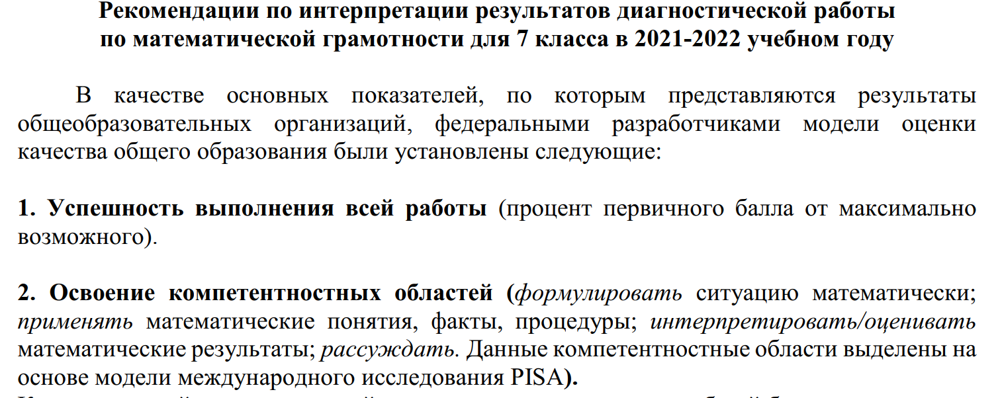 Рекомендации по интерпретации результатов диагностической работы
по математической грамотности для 7 класса в 2021-2022 учебном году
В качестве основных показателей, по которым представляются результаты
общеобразовательных организаций, федеральными разработчиками модели оценки
качества общего образования были установлены следующие:
1. Успешность выполнения всей работы (процент первичного балла от максимально
возможного).
2. Освоение компетентностных областей (формулировать ситуацию математически;
применять математические понятия, факты, процедуры; интерпретировать/оценивать
математические результаты; рассуждать. Данные компетентностные области выделены на
основе модели международного исследования PISA).